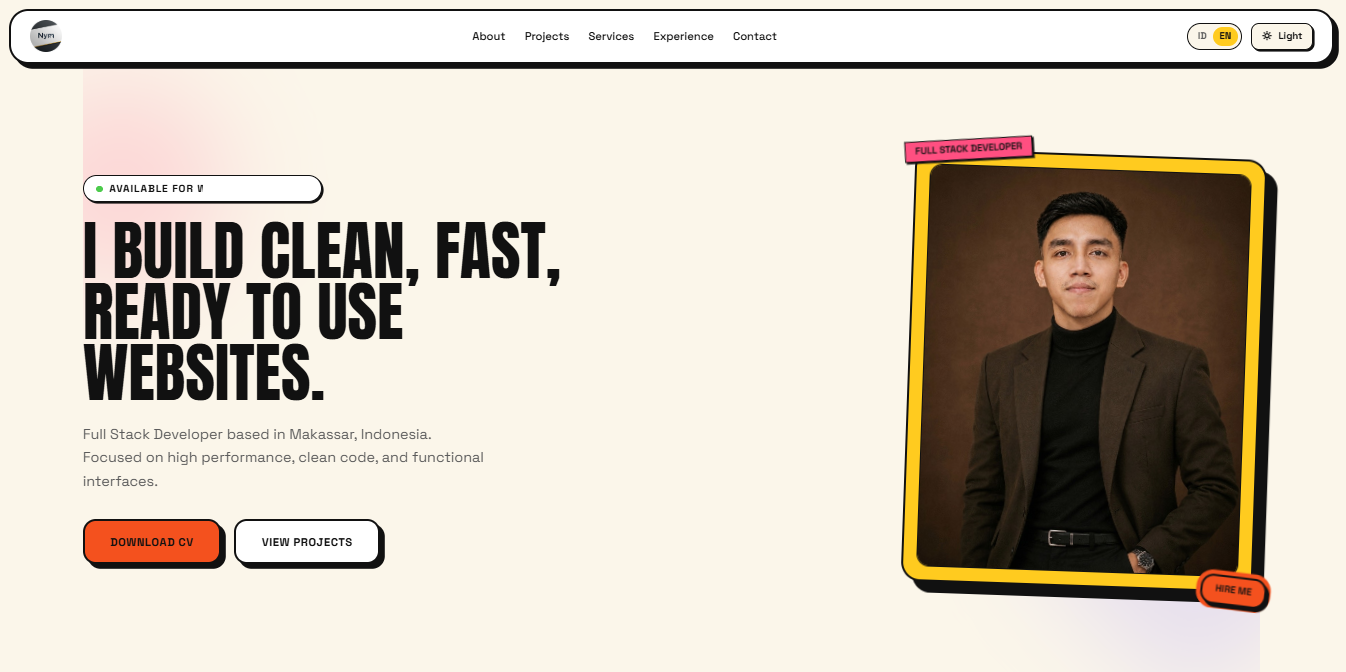 Nym
About Projects Services Experience Contact
ID EN
Light
FULL STACK DEVELOPER
AVAILABLE FOR
I BUILD CLEAN, FAST,
READY TO USE
WEBSITES.
Full Stack Developer based in Makassar, Indonesia.
Focused on high performance, clean code, and functional
interfaces.
DOWNLOAD CV
VIEW PROJECTS
HIRE ME